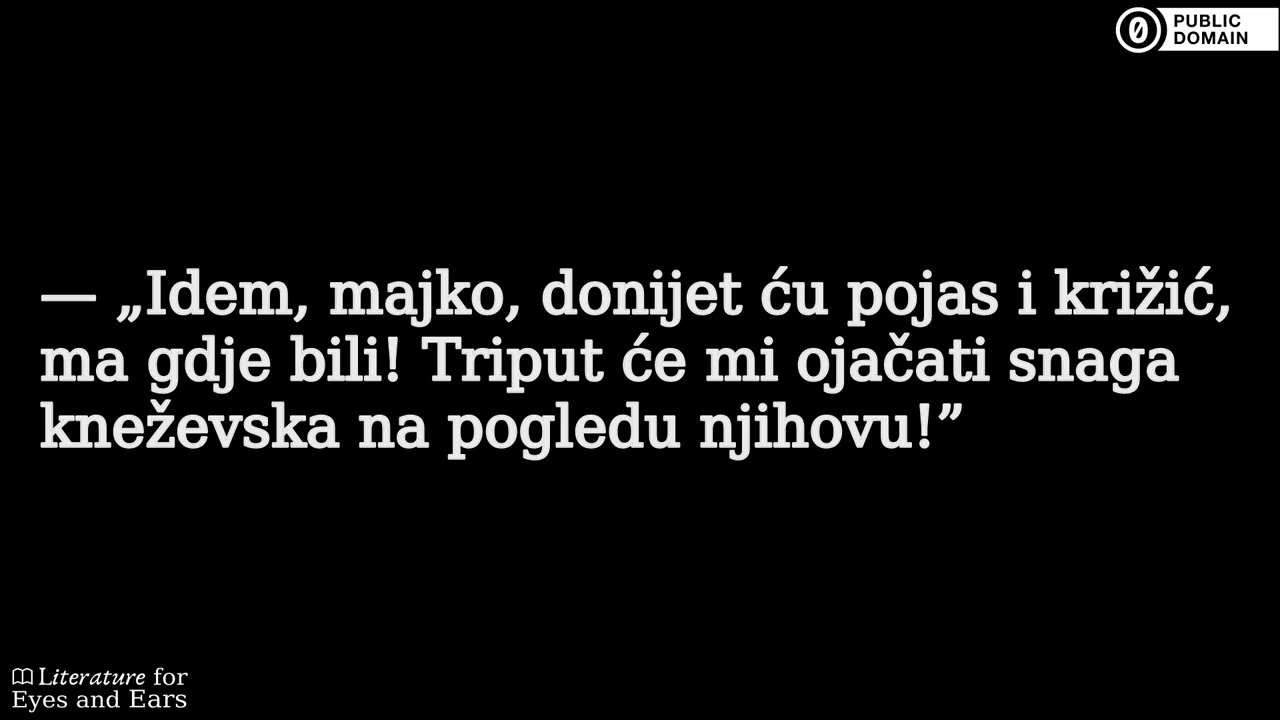 PUBLIC
DOMAIN
— „Idem, majko, donijet ću pojas i križić,
ma gdje bili! Triput će mi ojačati snaga
kneževska na pogledu njihovu!”
Literature for
Eyes and Ears